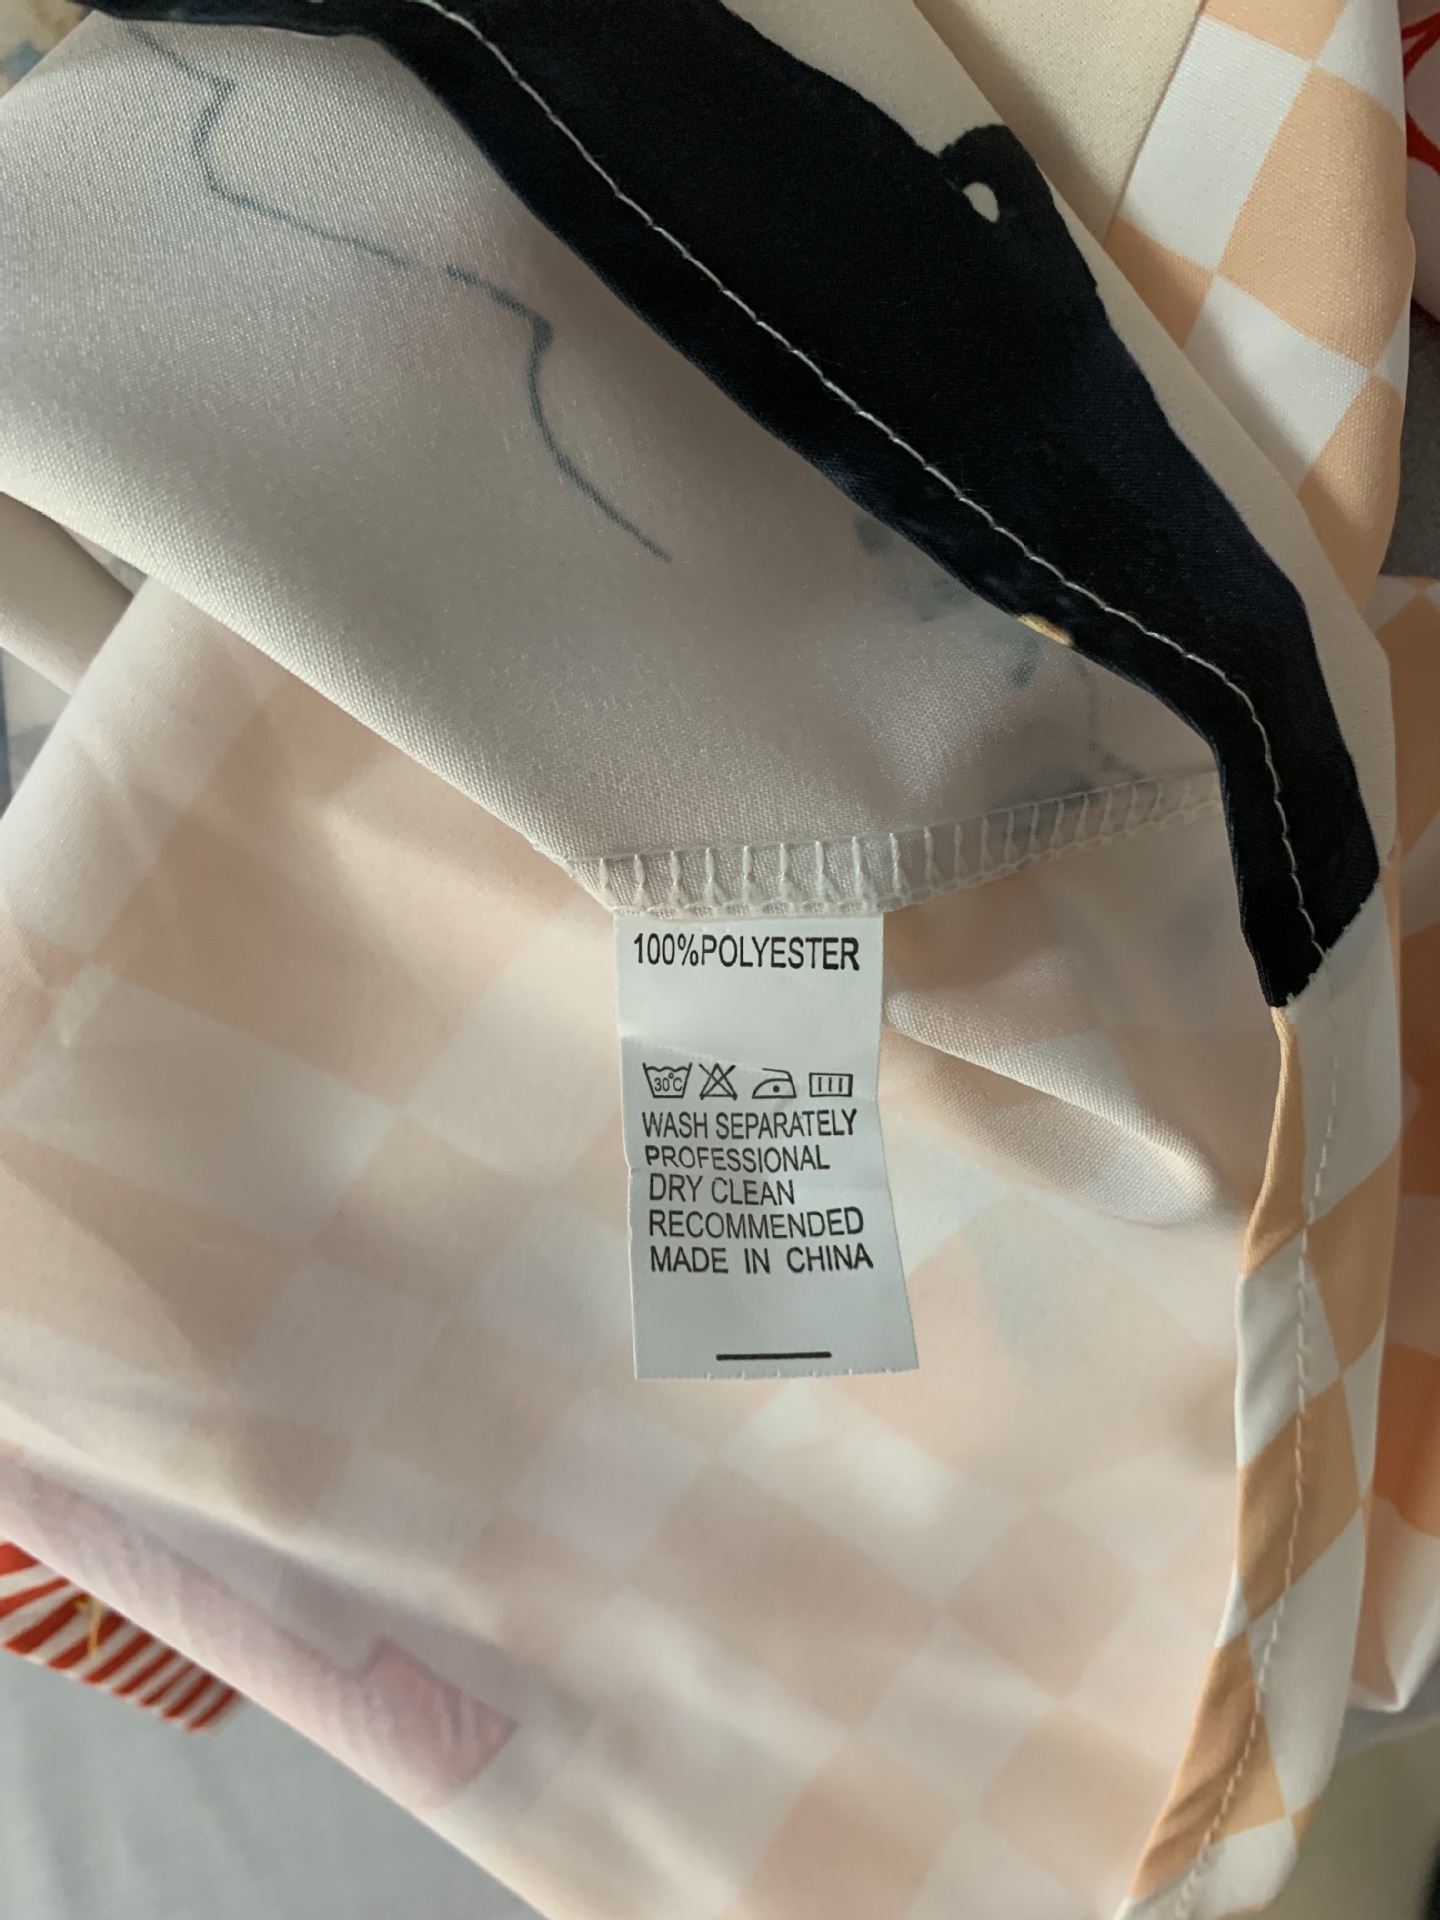 100%POLYESTER
30°C
WASH SEPARATELY
PROFESSIONAL
DRY CLEAN
RECOMMENDED
MADE IN CHINA